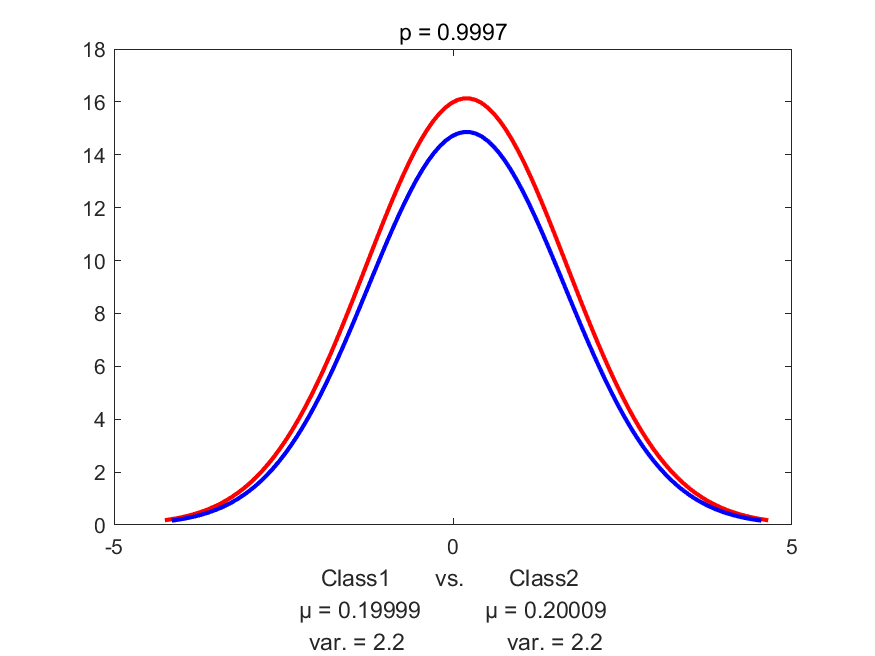 p = 0.9997
18
16
14
12
10
8
6
4
2
0
-5 0 5
Class1 vs. Class2
μ = 0.19999 μ = 0.20009
var. = 2.2 var. = 2.2